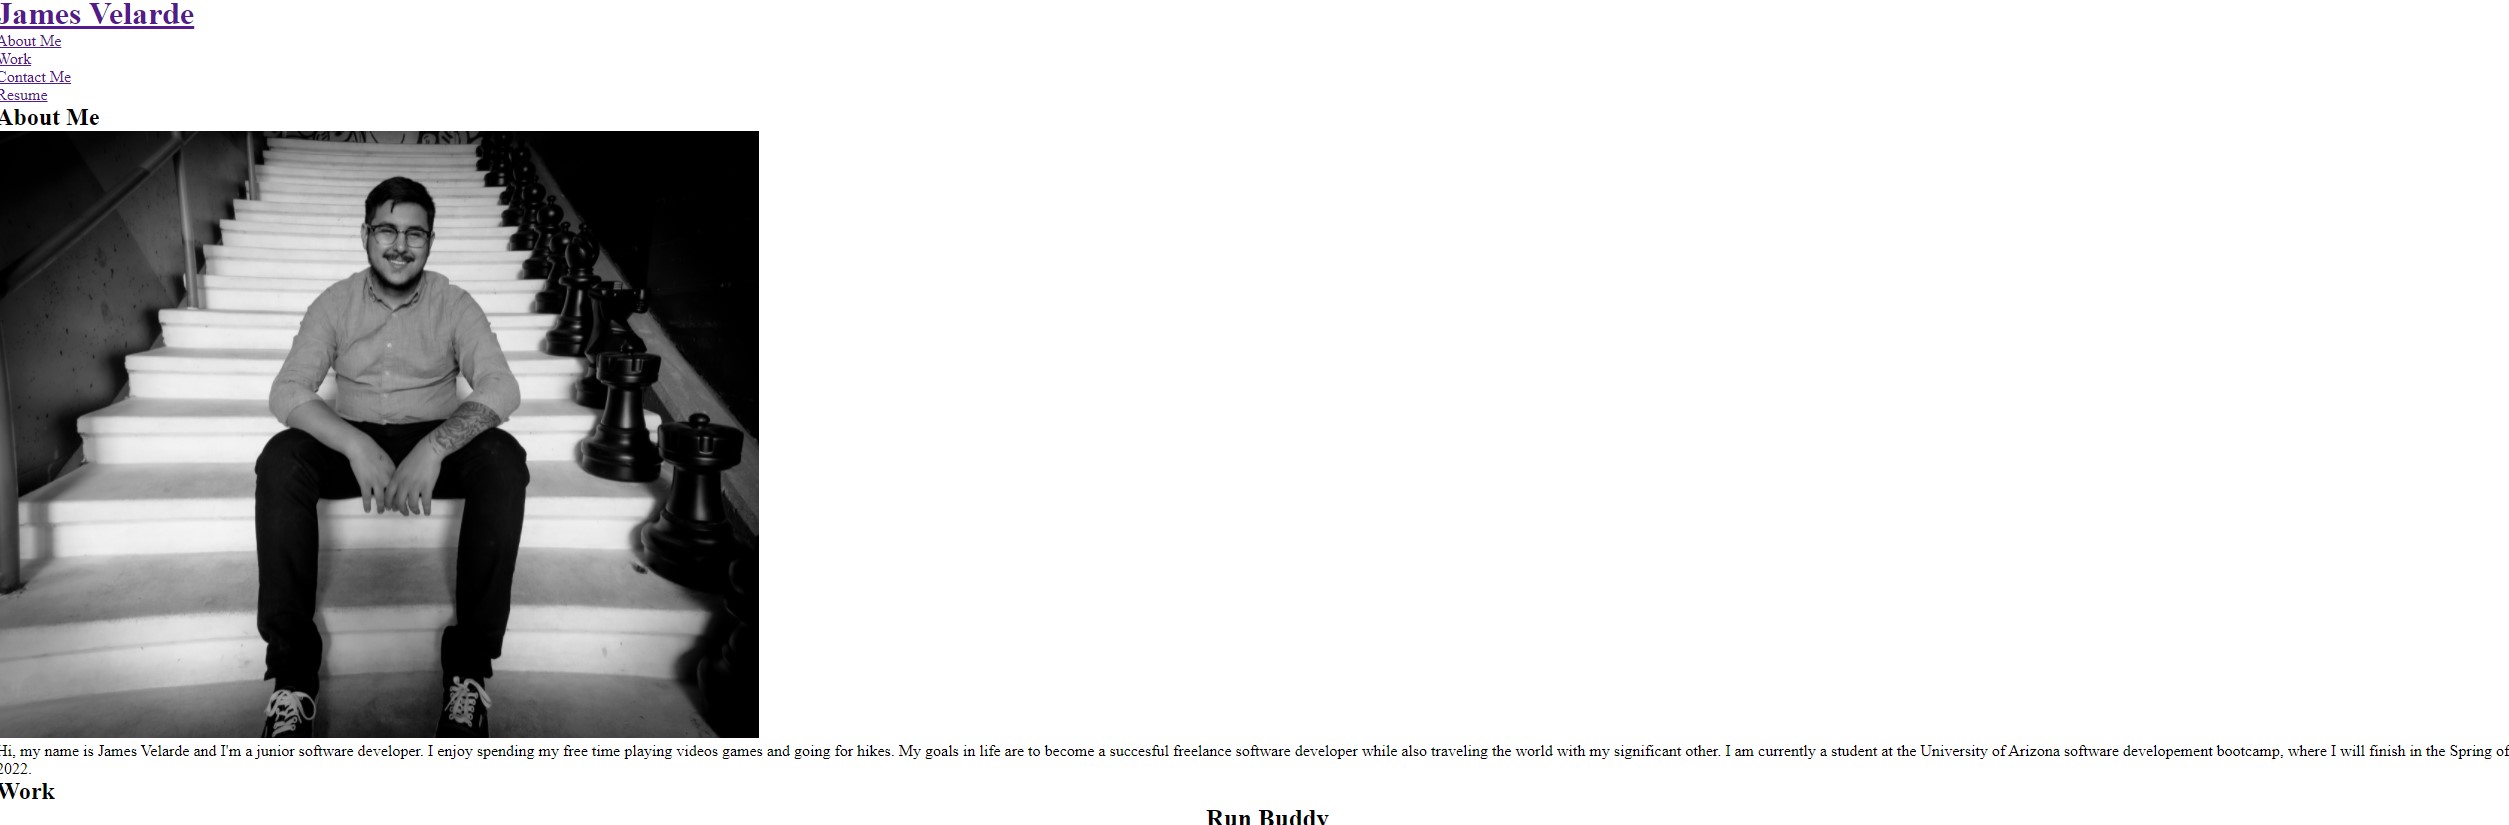 James Velarde
About Me
Work
Contact Me
Resume
About Me
Hi, my name is James Velarde and I'm a junior software developer. I enjoy spending my free time playing videos games and going for hikes. My goals in life are to become a succesful freelance software developer while also traveling the world with my significant other. I am currently a student at the University of Arizona software developement bootcamp, where I will finish in the Spring of
2022.
Work
Run Buddy